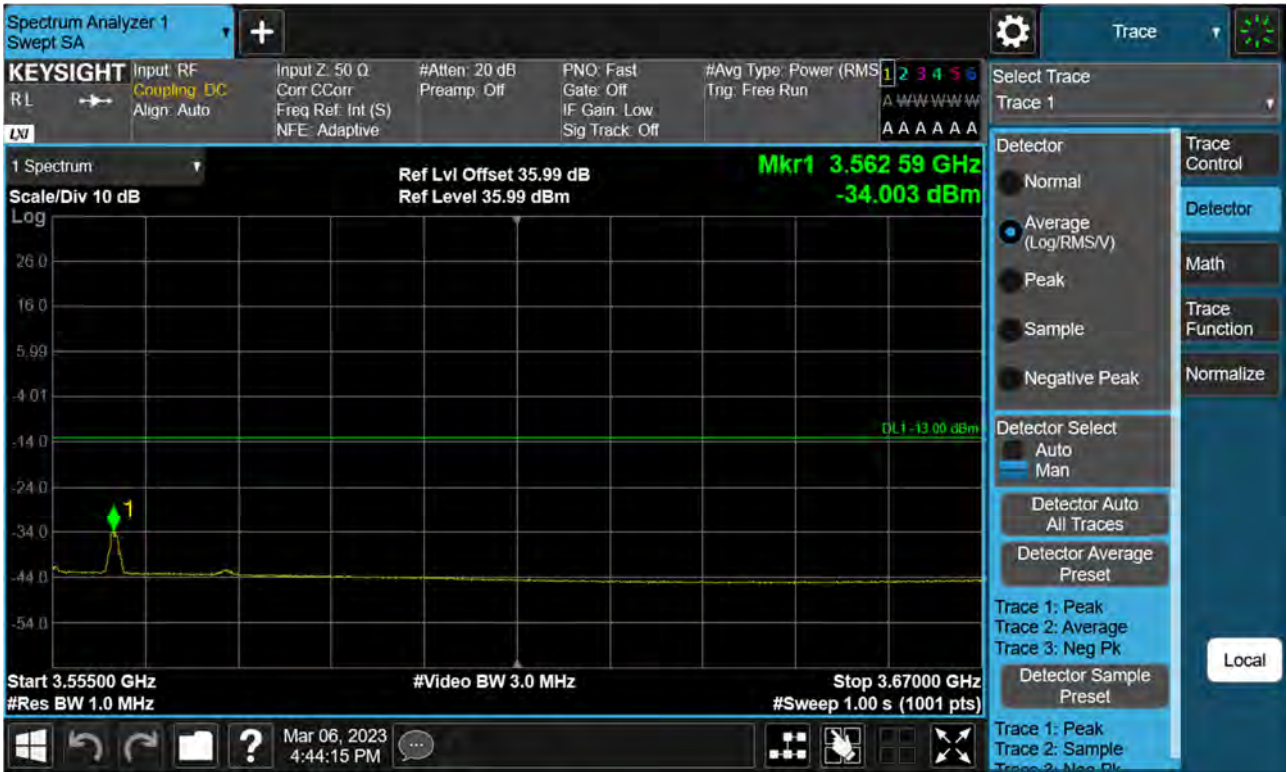 Spectrum Analyzer 1
Swept SA
Trace
KEYSIGHT
R L
LXI
Input: RF
Coupling: DC
Align: Auto
Input Z: 50 Ω
Corr CCorr
Freq Ref: Int (S)
NFE: Adaptive
#Atten: 20 dB
Preamp: Off
PNO: Fast
Gate: Off
IF Gain: Low
Sig Track: Off
#Avg Type: Power (RMS
Trig: Free Run
1 2 3 4 5 6
A W W W W W
A A A A A A
Select Trace
Trace 1
1 Spectrum
Scale/Div 10 dB
Log
Ref Lvl Offset 35.99 dB
Ref Level 35.99 dBm
Mkr1 3.562 59 GHz
-34.003 dBm
26.0
16.0
5.99
-4.01
-14.0
-24.0
-34.0
-44.0
-54.0
DL1 -13.00 dBm
1
Start 3.55500 GHz
#Res BW 1.0 MHz
#Video BW 3.0 MHz
Stop 3.67000 GHz
#Sweep 1.00 s (1001 pts)
Detector
Normal
Average
(Log/RMS/V)
Peak
Sample
Negative Peak
Detector Select
Auto
Man
Detector Auto
All Traces
Detector Average
Preset
Trace 1: Peak
Trace 2: Average
Trace 3: Neg Pk
Detector Sample
Preset
Trace 1: Peak
Trace 2: Sample
Trace 3: Neg Pk
Trace
Control
Detector
Math
Trace
Function
Normalize
Local
?
Mar 06, 2023
4:44:15 PM